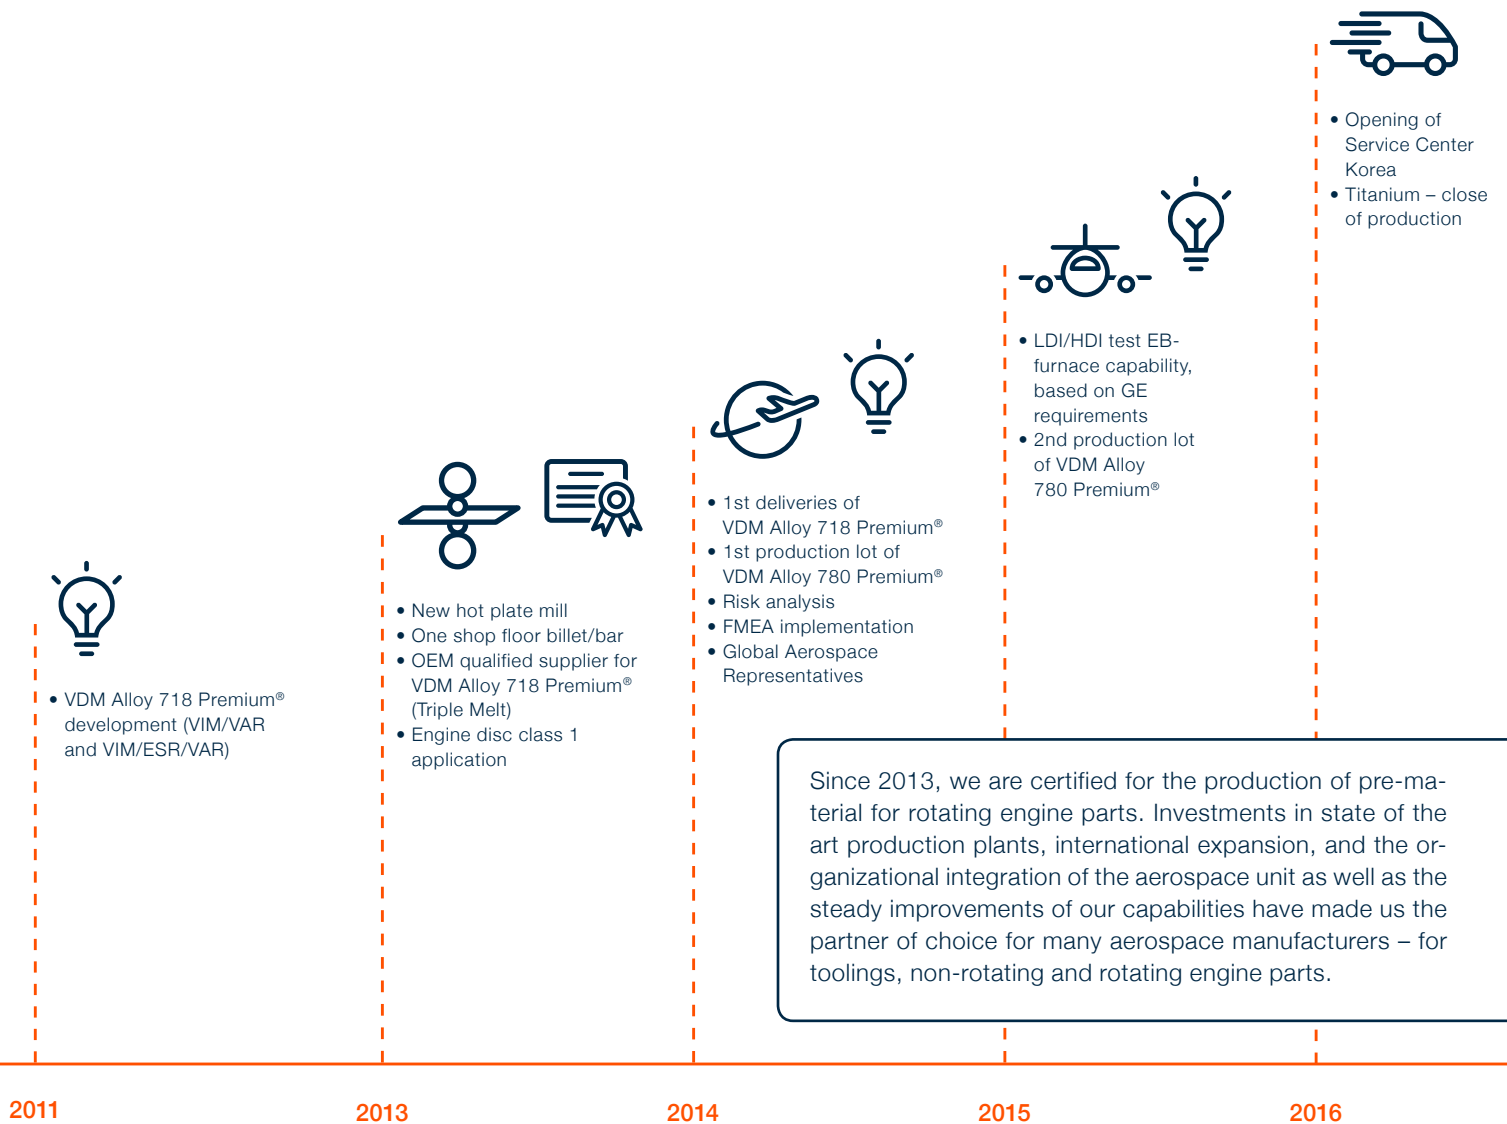 • Opening of
Service Center
Korea
• Titanium – close
of production
• LDI/HDI test EB-
furnace capability,
based on GE
requirements
• 2nd production lot
of VDM Alloy
780 Premium®
• 1st deliveries of
VDM Alloy 718 Premium®
• 1st production lot of
VDM Alloy 780 Premium®
• Risk analysis
• FMEA implementation
• Global Aerospace
Representatives
• New hot plate mill
• One shop floor billet/bar
• OEM qualified supplier for
VDM Alloy 718 Premium®
(Triple Melt)
• Engine disc class 1
application
• VDM Alloy 718 Premium®
development (VIM/VAR
and VIM/ESR/VAR)
Since 2013, we are certified for the production of pre-ma-
terial for rotating engine parts. Investments in state of the
art production plants, international expansion, and the or-
ganizational integration of the aerospace unit as well as the
steady improvements of our capabilities have made us the
partner of choice for many aerospace manufacturers – for
toolings, non-rotating and rotating engine parts.
2011
2013
2014
2015
2016